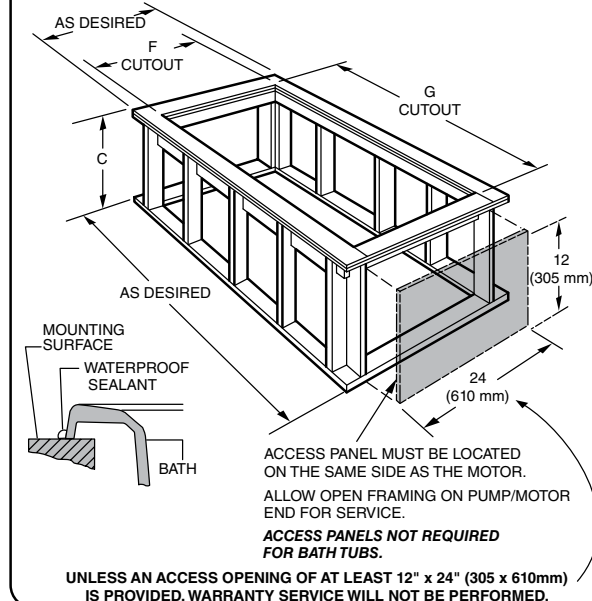 AS DESIRED
F
CUTOUT
G
CUTOUT
C
AS DESIRED
12
(305 mm)
24
(610 mm)
MOUNTING
SURFACE
WATERPROOF
SEALANT
BATH
ACCESS PANEL MUST BE LOCATED
ON THE SAME SIDE AS THE MOTOR.
ALLOW OPEN FRAMING ON PUMP/MOTOR
END FOR SERVICE.
ACCESS PANELS NOT REQUIRED
FOR BATH TUBS.
UNLESS AN ACCESS OPENING OF AT LEAST 12" x 24" (305 x 610mm)
IS PROVIDED, WARRANTY SERVICE WILL NOT BE PERFORMED.